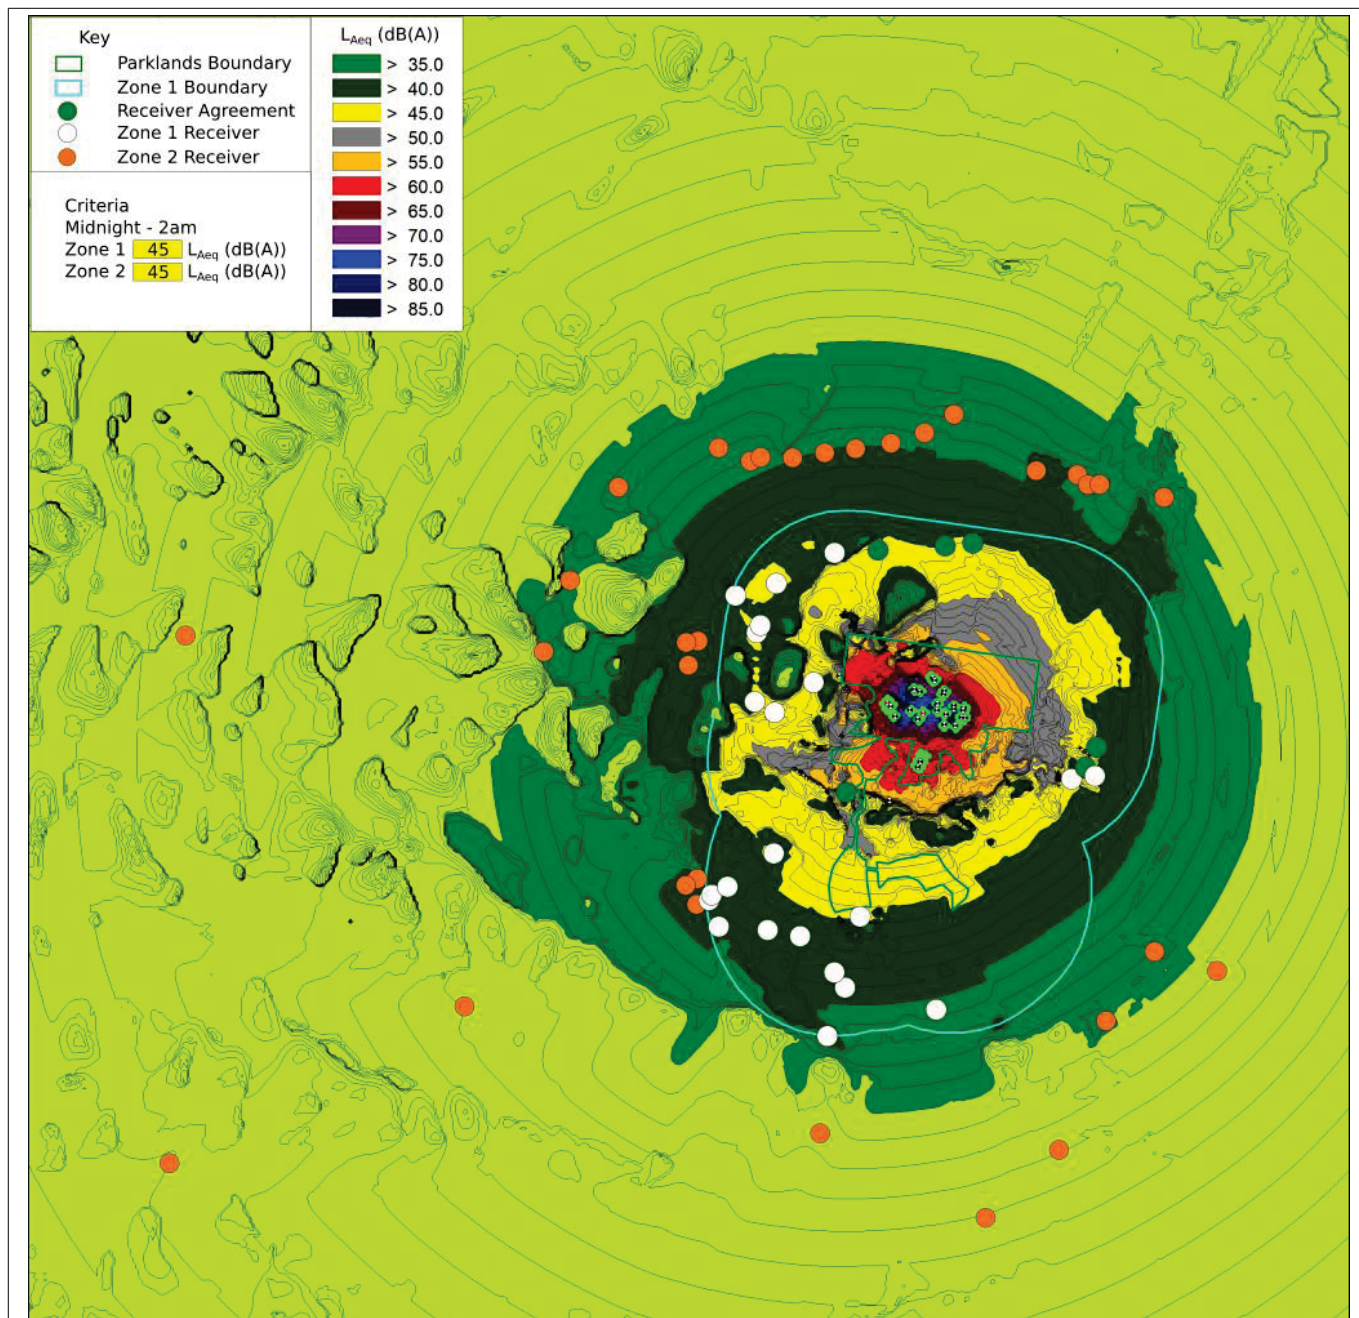 Key
Parklands Boundary
Zone 1 Boundary
Receiver Agreement
Zone 1 Receiver
Zone 2 Receiver
Criteria
Midnight - 2am
Zone 1 45 LAeq (dB(A))
Zone 2 45 LAeq (dB(A))
LAeq (dB(A))
> 35.0
> 40.0
> 45.0
> 50.0
> 55.0
> 60.0
> 65.0
> 70.0
> 75.0
> 80.0
> 85.0